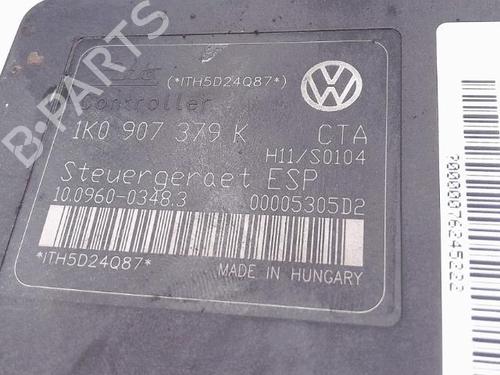 (*ITH5D24Q87*)
Controller
1K0 907 379 K CTA
H11/S0104
Steuergeraet ESP
10.0960-0348.3 00005305D2
*ITH5D24Q87*
MADE IN HUNGARY
B-PARTS